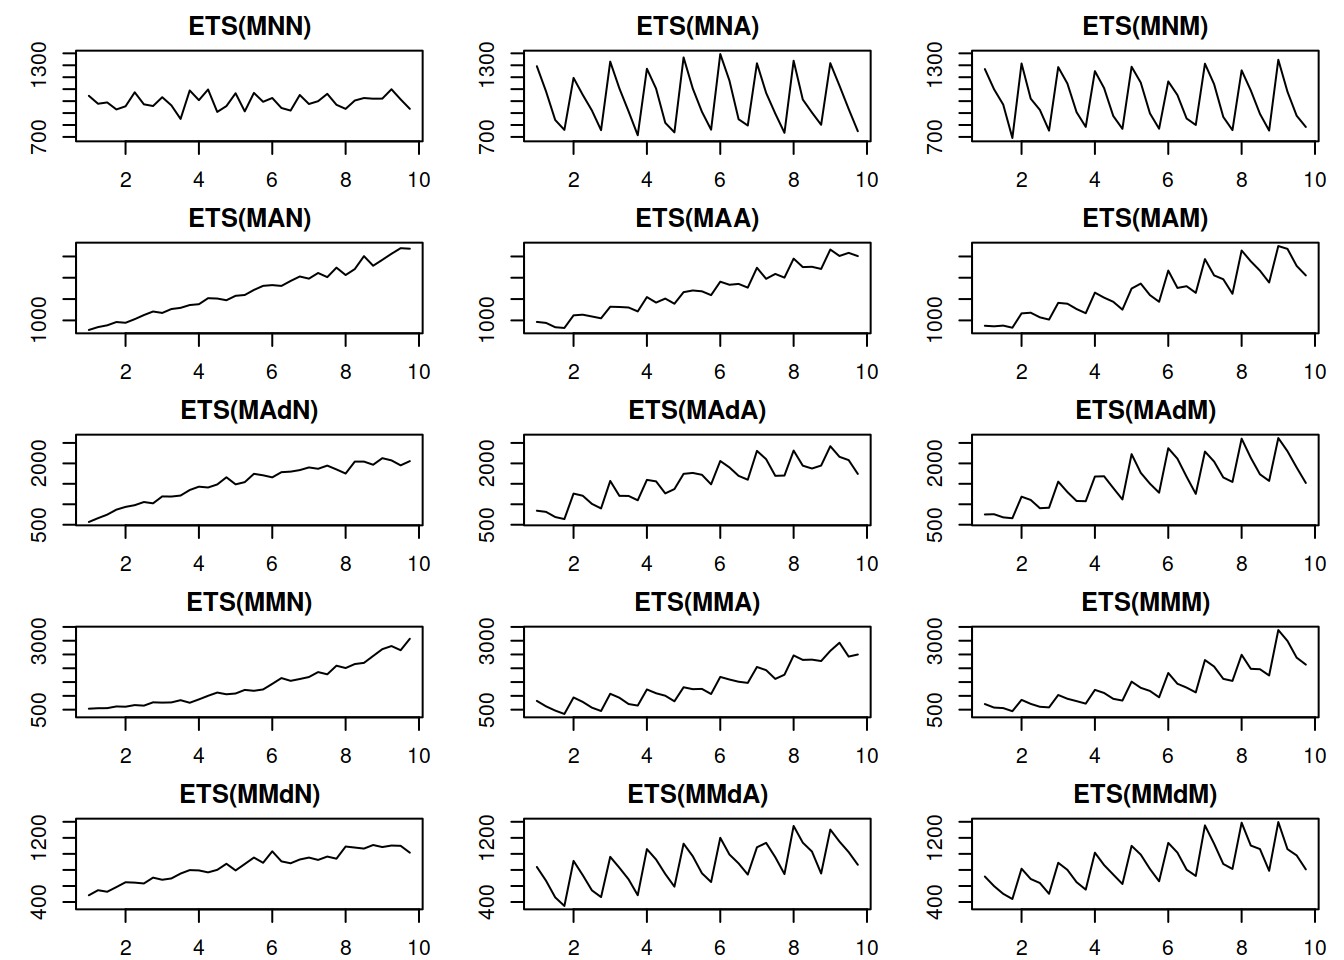 ETS(MNN) ETS(MNA) ETS(MNM)
1300 1300 1300
700 700 700
2 4 6 8 10 2 4 6 8 10 2 4 6 8 10
ETS(MAN) ETS(MAA) ETS(MAM)
1000 1000 1000
2 4 6 8 10 2 4 6 8 10 2 4 6 8 10
ETS(MAdN) ETS(MAdA) ETS(MAdM)
2000 2000 2000
500 500 500
2 4 6 8 10 2 4 6 8 10 2 4 6 8 10
ETS(MMN) ETS(MMA) ETS(MMM)
3000 3000 3000
500 500 500
2 4 6 8 10 2 4 6 8 10 2 4 6 8 10
ETS(MMdN) ETS(MMdA) ETS(MMdM)
1200 1200 1200
400 400 400
2 4 6 8 10 2 4 6 8 10 2 4 6 8 10